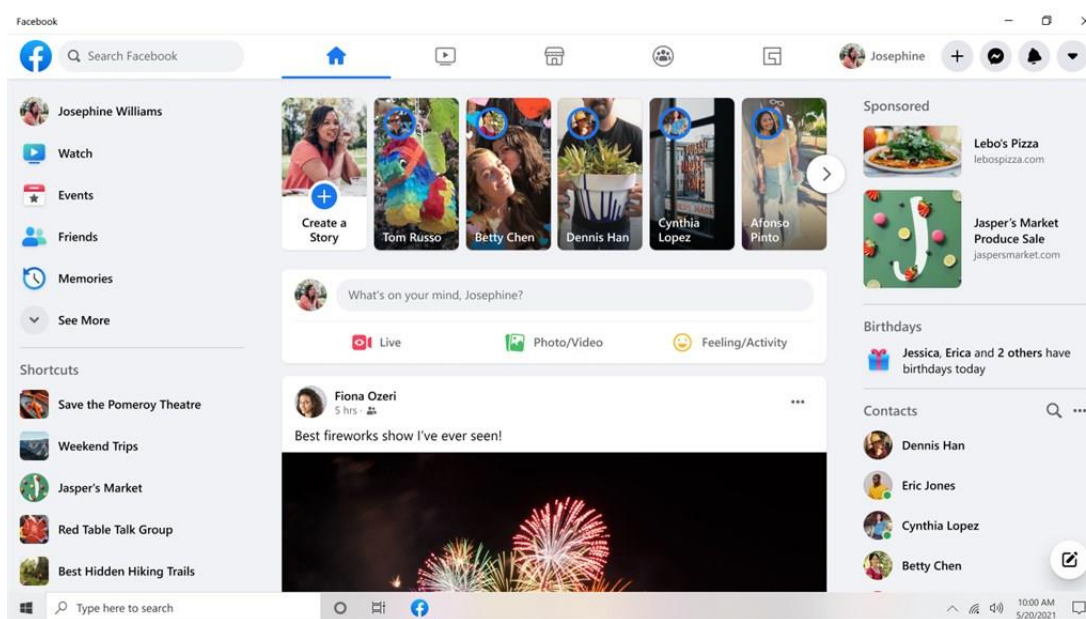 Facebook
Search Facebook
Josephine
Josephine Williams
Watch
Events
Friends
Memories
See More
Shortcuts
Save the Pomeroy Theatre
Weekend Trips
Jasper's Market
Red Table Talk Group
Best Hidden Hiking Trails
Create a
Story
Tom Russo
Betty Chen
Dennis Han
Cynthia
Lopez
Afonso
Pinto
What's on your mind, Josephine?
Live
Photo/Video
Feeling/Activity
Fiona Ozeri
5 hrs ·
Best fireworks show I've ever seen!
Sponsored
Lebo's Pizza
lebospizza.com
Jasper's Market
Produce Sale
jaspersmarket.com
Birthdays
Jessica, Erica and 2 others have
birthdays today
Contacts
Dennis Han
Eric Jones
Cynthia Lopez
Betty Chen
Type here to search
10:00 AM
5/20/2021